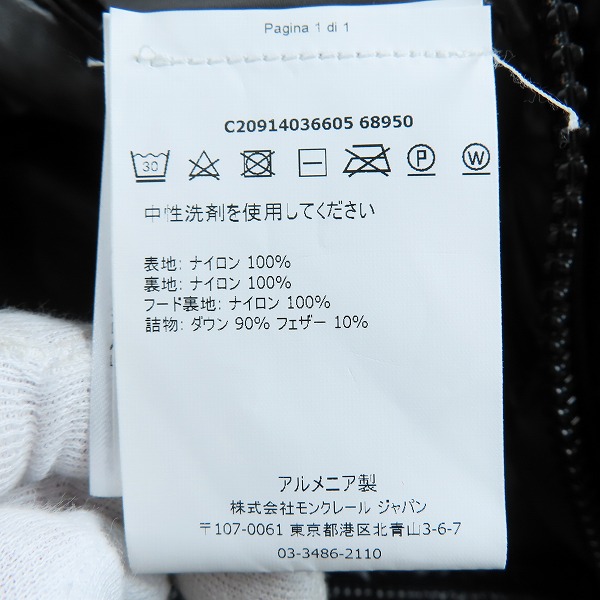 Pagina 1 di 1
C20914036605 68950
30 P W
中性洗剤を使用してください
表地: ナイロン 100%
裏地: ナイロン 100%
フード裏地: ナイロン 100%
詰物: ダウン 90% フェザー 10%
アルメニア製
株式会社モンクレール ジャパン
〒107-0061 東京都港区北青山3-6-7
03-3486-2110